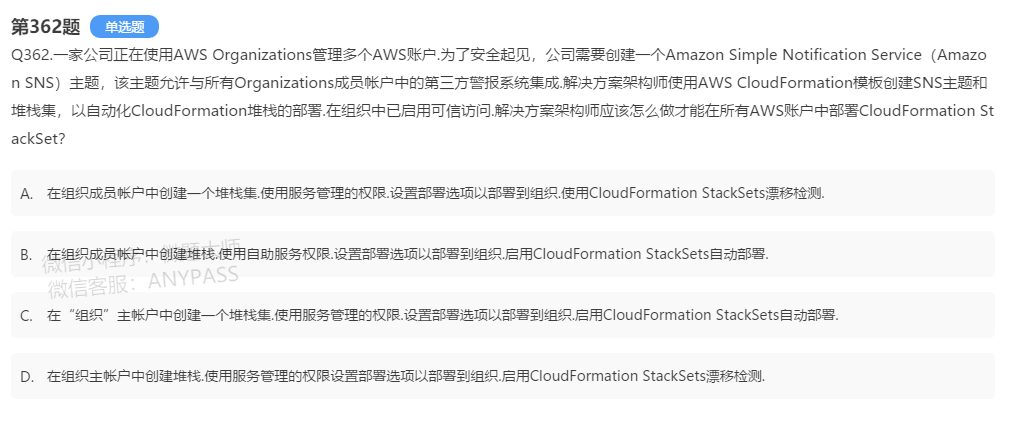 第362题 单选题
Q362.一家公司正在使用AWS Organizations管理多个AWS账户.为了安全起见，公司需要创建一个Amazon Simple Notification Service（Amazo
n SNS）主题，该主题允许与所有Organizations成员帐户中的第三方警报系统集成.解决方案架构师使用AWS CloudFormation模板创建SNS主题和
堆栈集，以自动化CloudFormation堆栈的部署.在组织中已启用可信访问.解决方案架构师应该怎么做才能在所有AWS账户中部署CloudFormation St
ackSet?
A. 在组织成员帐户中创建一个堆栈集.使用服务管理的权限.设置部署选项以部署到组织.使用CloudFormation StackSets漂移检测.
B. 在组织成员帐户中创建堆栈.使用自助服务权限.设置部署选项以部署到组织.启用CloudFormation StackSets自动部署.
微信小程序：
微信客服：ANYPASS
C. 在“组织”主帐户中创建一个堆栈集.使用服务管理的权限.设置部署选项以部署到组织.启用CloudFormation StackSets自动部署.
D. 在组织主帐户中创建堆栈.使用服务管理的权限设置部署选项以部署到组织.启用CloudFormation StackSets漂移检测.